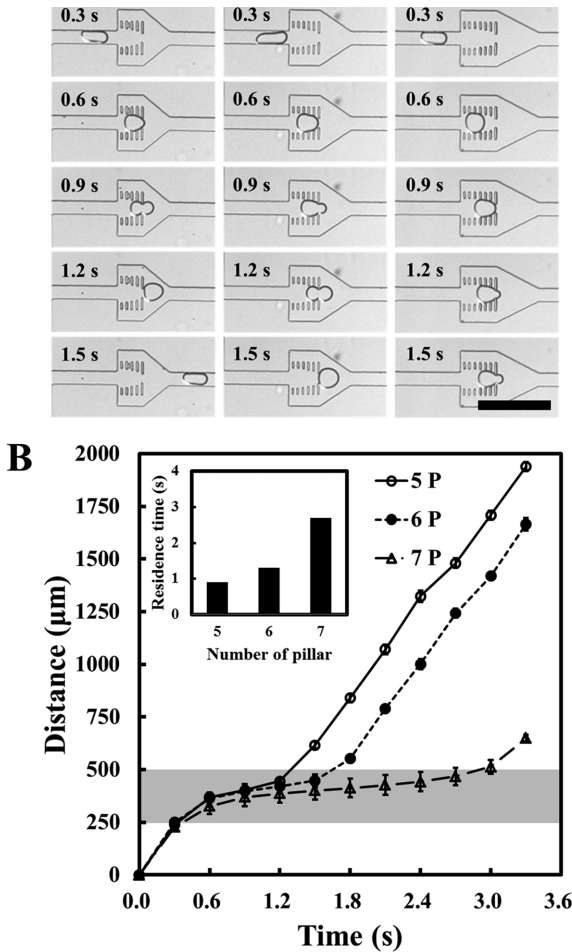 0.3 s 0.3 s 0.3 s
0.6 s 0.6 s 0.6 s
0.9 s 0.9 s 0.9 s
1.2 s 1.2 s 1.2 s
1.5 s 1.5 s 1.5 s
B
2000
1750
1500
1250
1000
750
500
250
0
Distance (μm)
0.0 0.6 1.2 1.8 2.4 3.0 3.6
Time (s)
4
3
2
1
0
Residence time (s)
5 6 7
Number of pillar
5 P
6 P
7 P